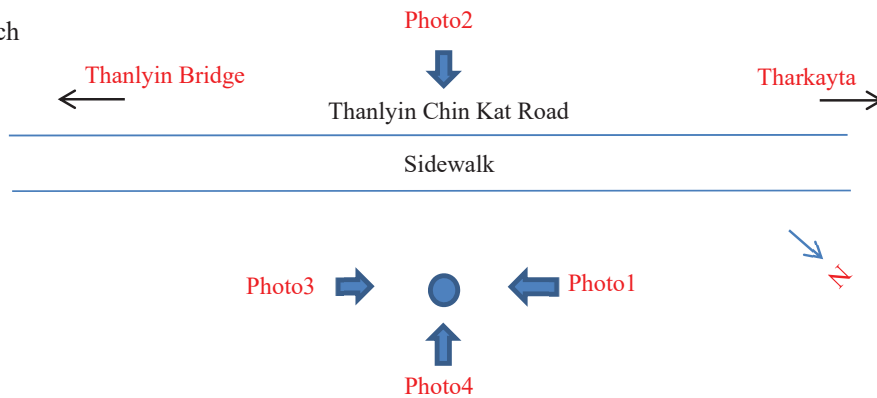 ch
Photo2
Thanlyin Bridge
Tharkayta
Thanlyin Chin Kat Road
Sidewalk
N
Photo3
Photo1
Photo4